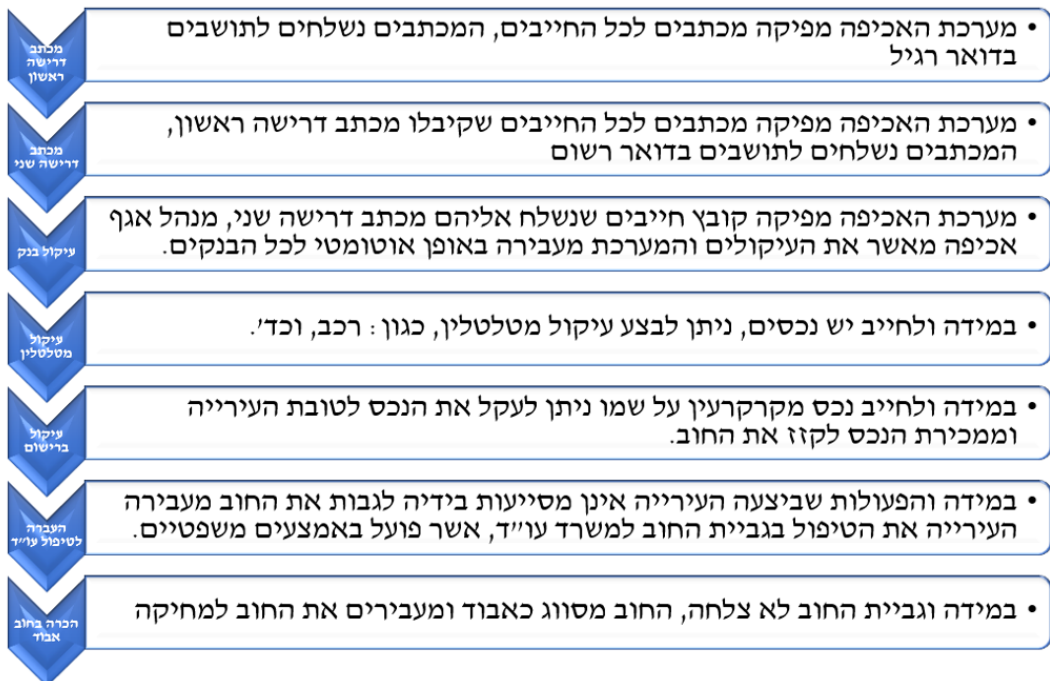 מכתב
דרישה
ראשון
• מערכת האכיפה מפיקה מכתבים לכל החייבים, המכתבים נשלחים לתושבים
בדואר רגיל
מכתב
דרישה שני
• מערכת האכיפה מפיקה מכתבים לכל החייבים שקיבלו מכתב דרישה ראשון,
המכתבים נשלחים לתושבים בדואר רשום
עיקול בנק
• מערכת האכיפה מפיקה קובץ חייבים שנשלח אליהם מכתב דרישה שני, מנהל אגף
אכיפה מאשר את העיקולים והמערכת מעבירה באופן אוטומטי לכל הבנקים.
עיקול
מטלטלין
• במידה ולחייב יש נכסים, ניתן לבצע עיקול מטלטלין, כגון : רכב, וכד'.
עיקול
ברישום
• במידה ולחייב נכס מקרקרעין על שמו ניתן לעקל את הנכס לטובת העירייה
וממכירת הנכס לקזז את החוב.
העברה
לטיפול עו"ד
• במידה והפעולות שביצעה העירייה אינן מסייעות בידיה לגבות את החוב מעבירה
העירייה את הטיפול בגביית החוב למשרד עו"ד, אשר פועל באמצעים משפטיים.
הכרה בחוב
אבוד
• במידה וגביית החוב לא צלחה, החוב מסווג כאבוד ומעבירים את החוב למחיקה